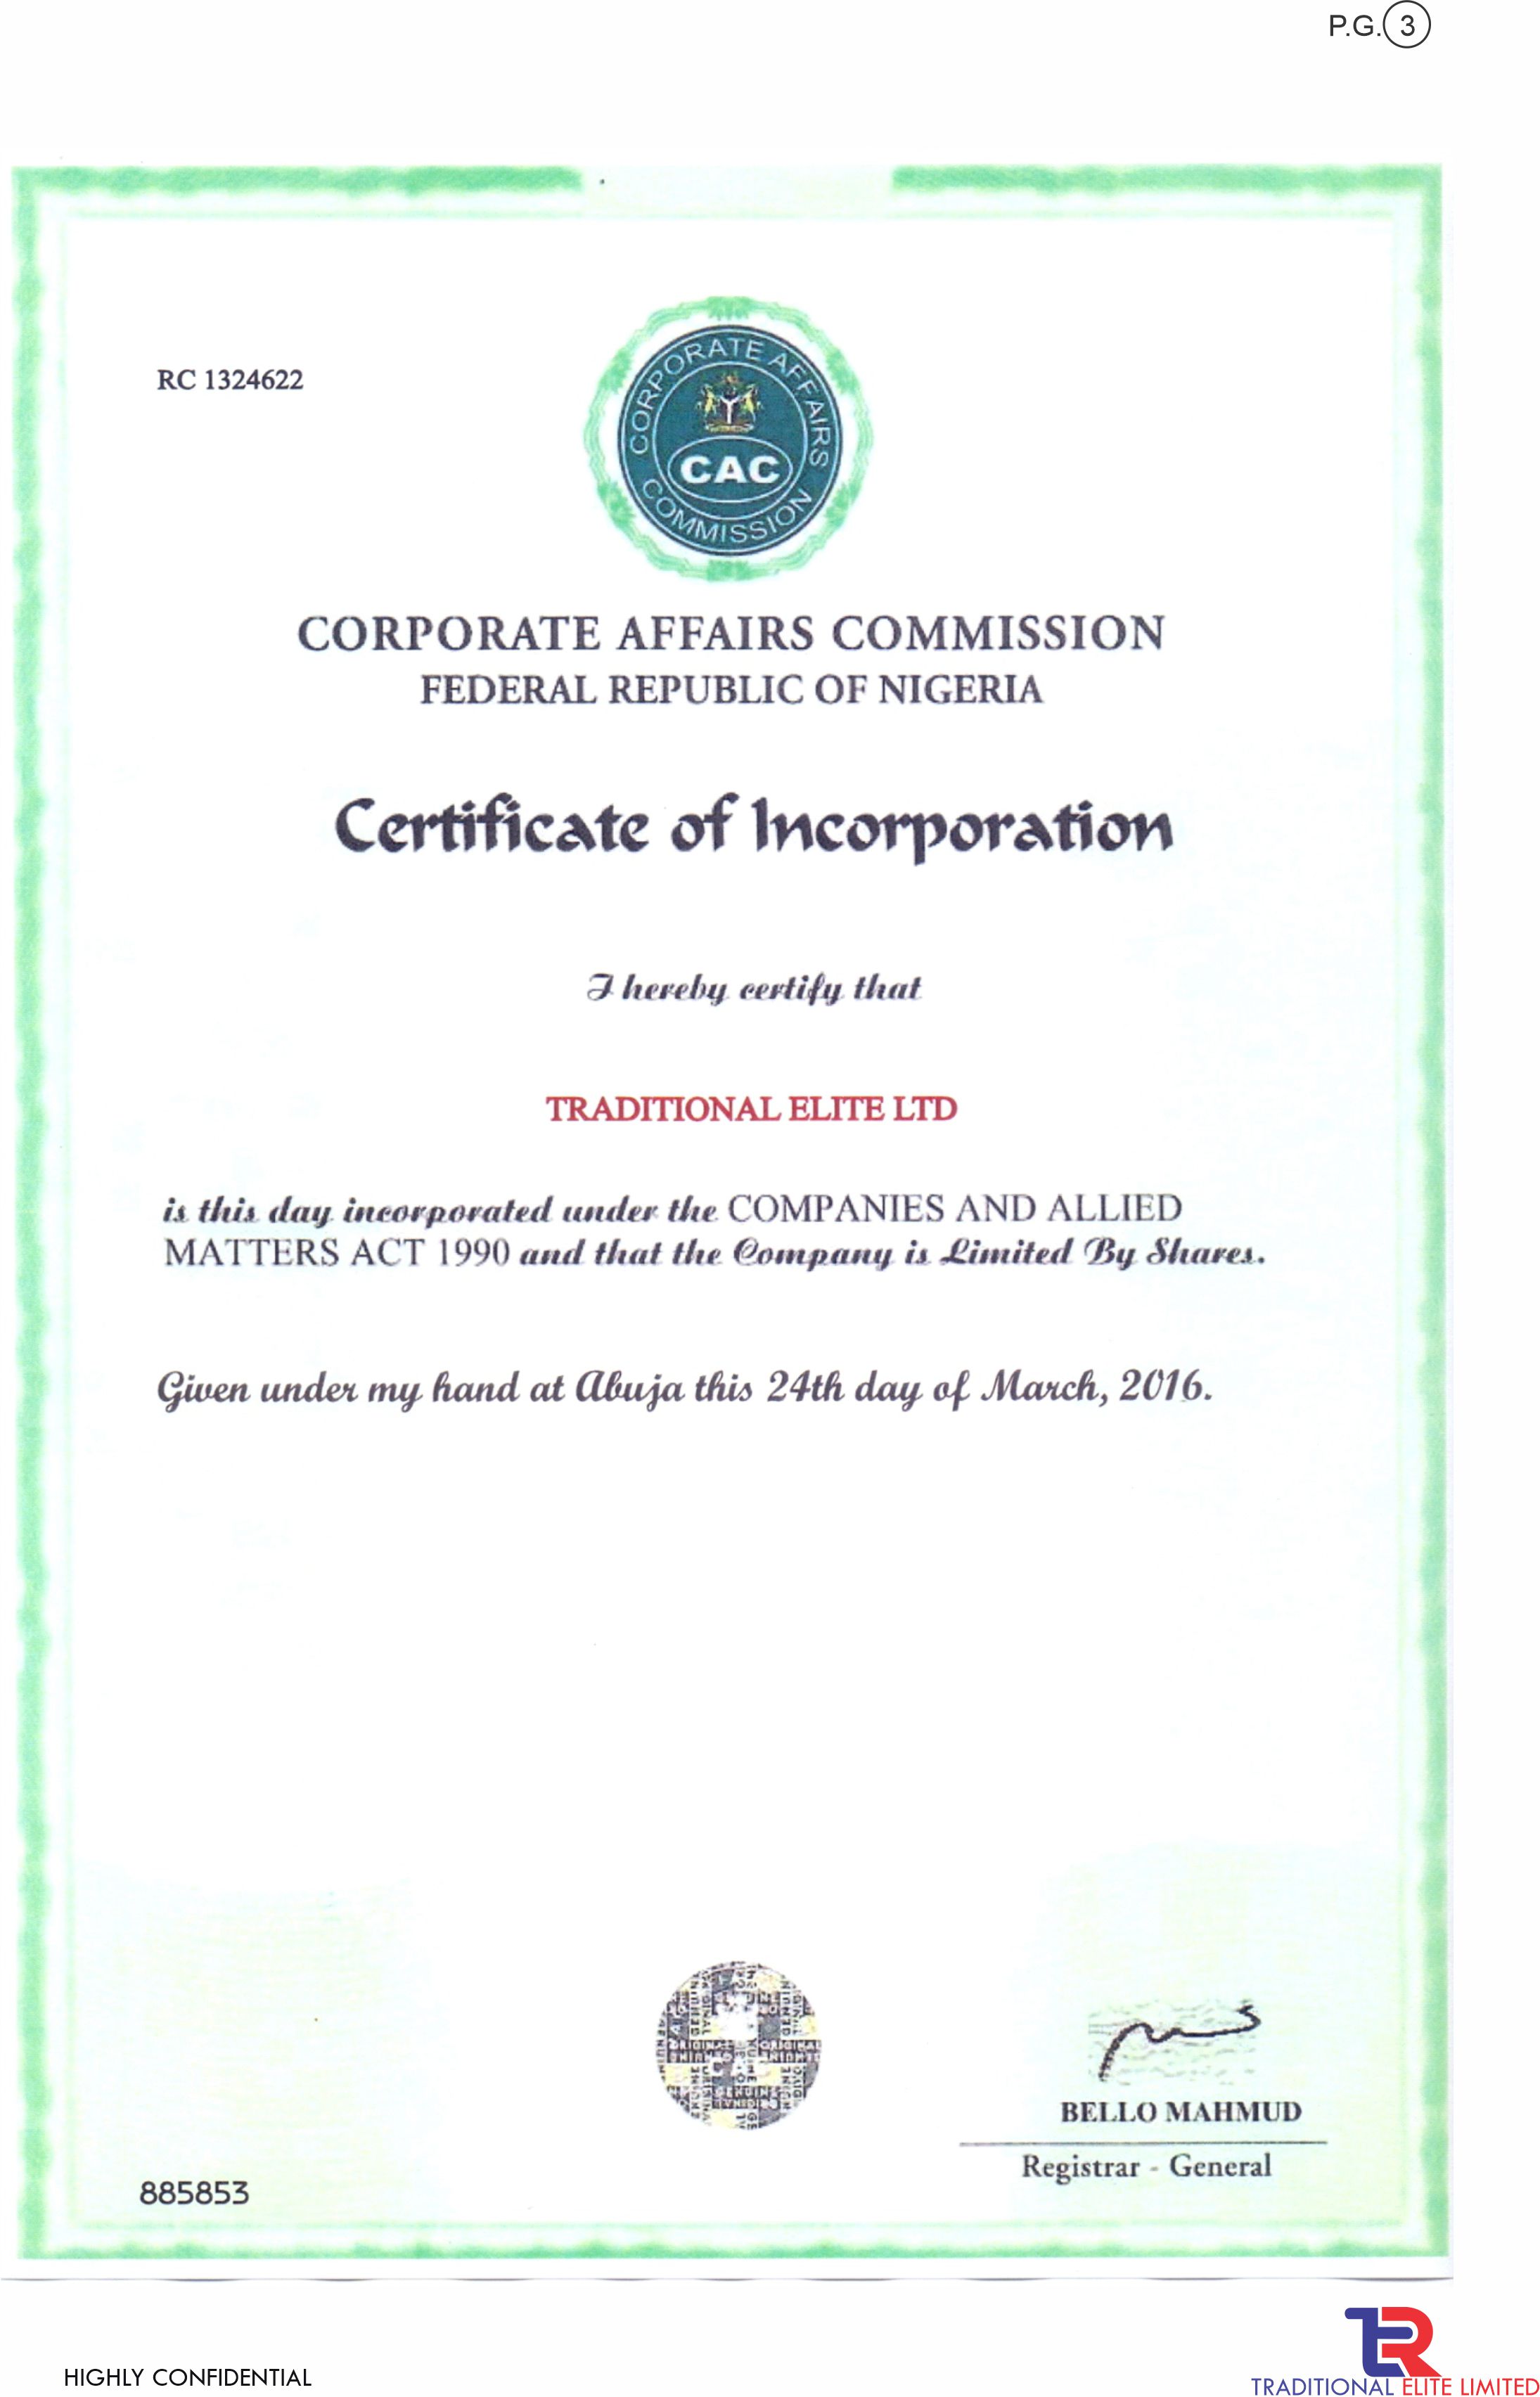 P.G. 3
RC 1324622
CORPORATE AFFAIRS COMMISSION
CAC
CORPORATE AFFAIRS COMMISSION
FEDERAL REPUBLIC OF NIGERIA
Certificate of Incorporation
I hereby certify that
TRADITIONAL ELITE LTD
is this day incorporated under the COMPANIES AND ALLIED
MATTERS ACT 1990 and that the Company is Limited By Shares.
Given under my hand at Abuja this 24th day of March, 2016.
BELLO MAHMUD
Registrar - General
885853
HIGHLY CONFIDENTIAL
TRADITIONAL ELITE LIMITED